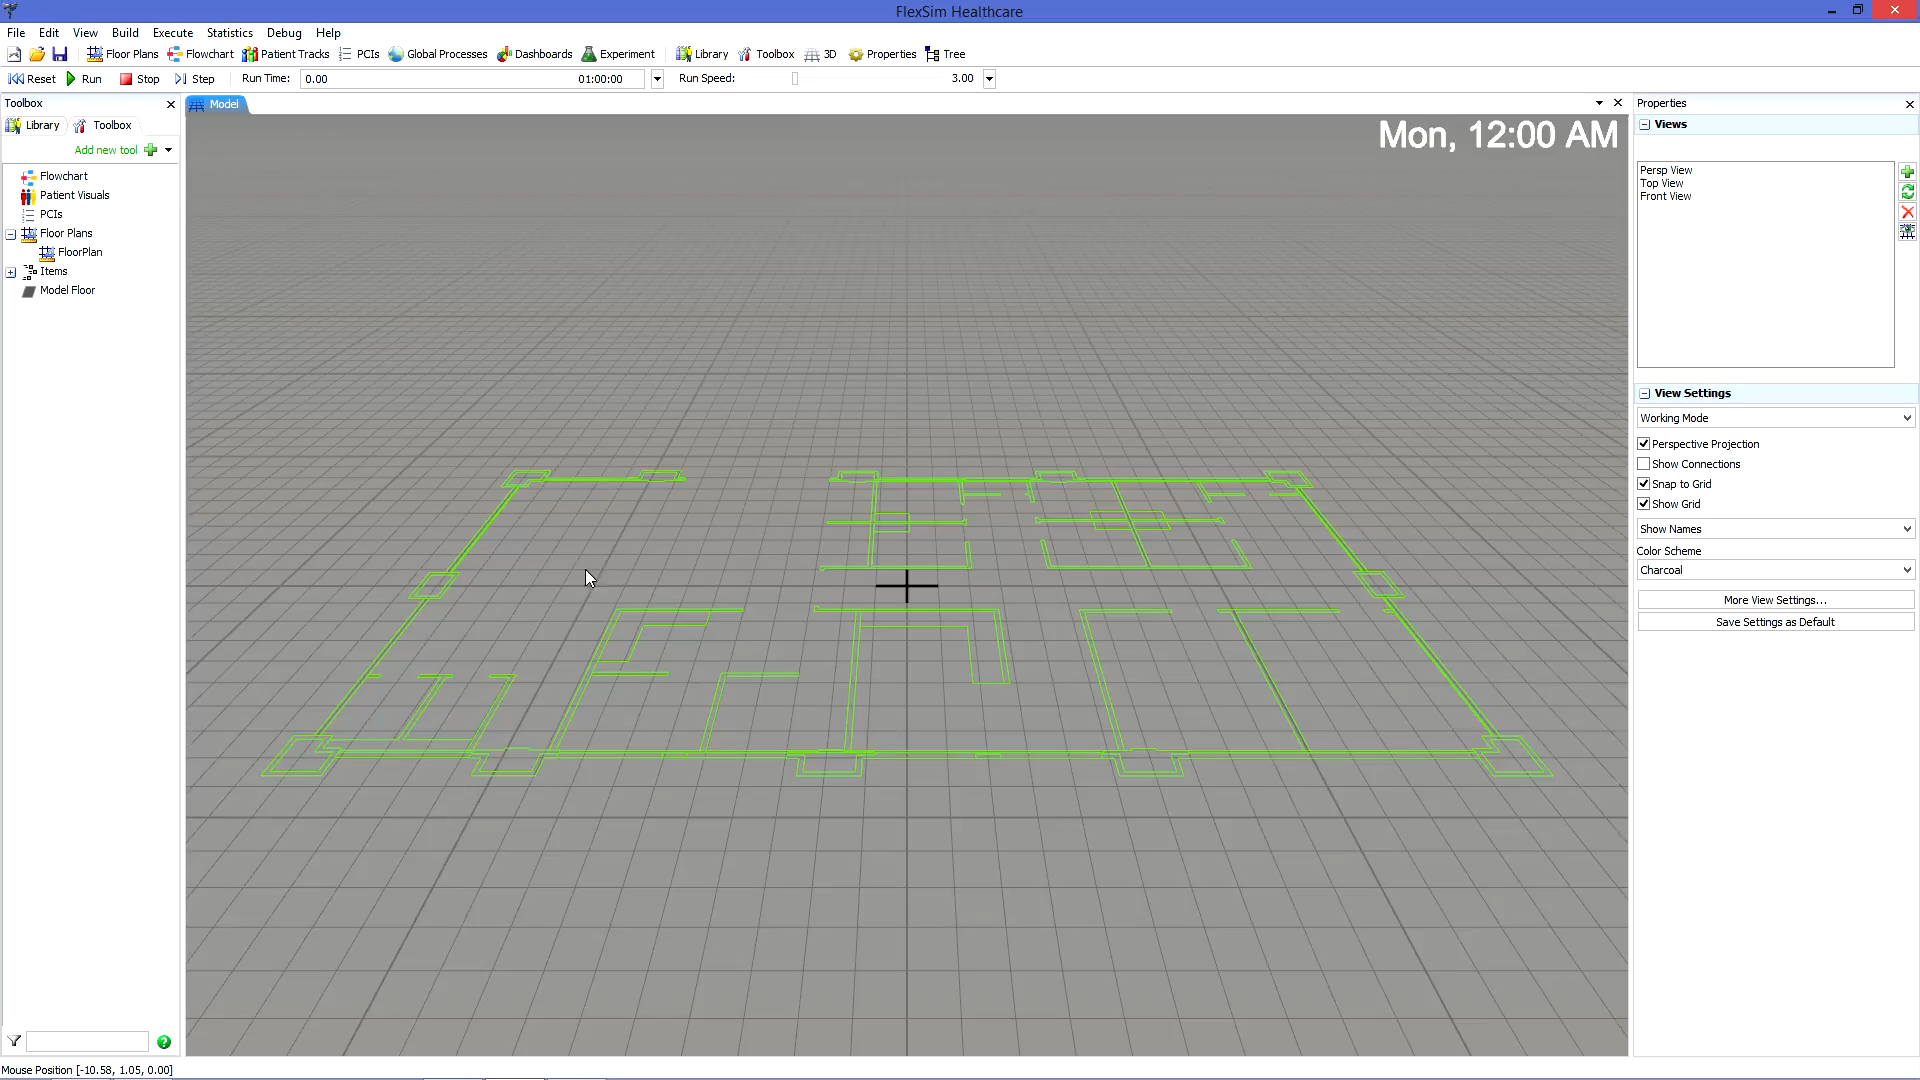 FlexSim Healthcare
File Edit View Build Execute Statistics Debug Help
Floor Plans Flowchart Patient Tracks PCIs Global Processes Dashboards Experiment Library Toolbox 3D Properties Tree
Reset Run Stop Step Run Time: 0.00 01:00:00 Run Speed: 3.00
Toolbox
Library Toolbox
Add new tool
Flowchart
Patient Visuals
PCIs
Floor Plans
FloorPlan
Items
Model Floor
Model
Mon, 12:00 AM
Properties
Views
Persp View
Top View
Front View
View Settings
Working Mode
Perspective Projection
Show Connections
Snap to Grid
Show Grid
Show Names
Color Scheme
Charcoal
More View Settings...
Save Settings as Default
Mouse Position [-10.58, 1.05, 0.00]